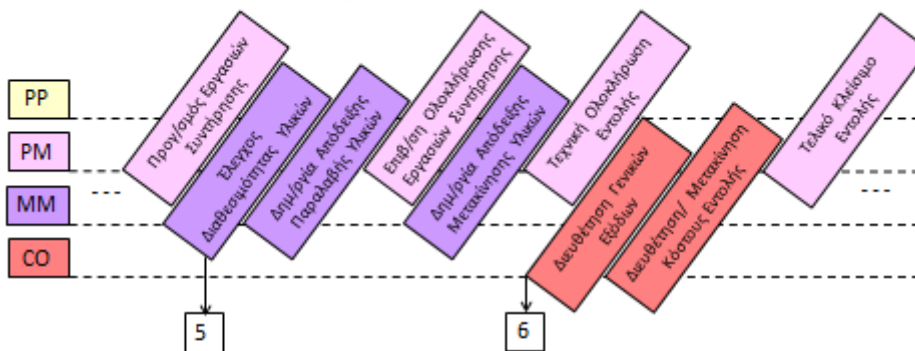 PP
PM
MM
CO
Προγ/σμός Εργασιών
Συντήρησης
Έλεγχος
Διαθεσιμότητας Υλικών
Δημ/ργία Απόδειξης
Παραλαβής Υλικών
Επιβ/ση Ολοκλήρωσης
Εργασιών Συντήρησης
Δημ/ργία Απόδειξης
Μετακίνησης Υλικών
Τεχνική Ολοκλήρωση
Εντολής
Διευθέτηση Γενικών
Εξόδων
Διευθέτηση/ Μετακίνηση
Κόστους Εντολής
Τελικό Κλείσιμο
Εντολής
5
6